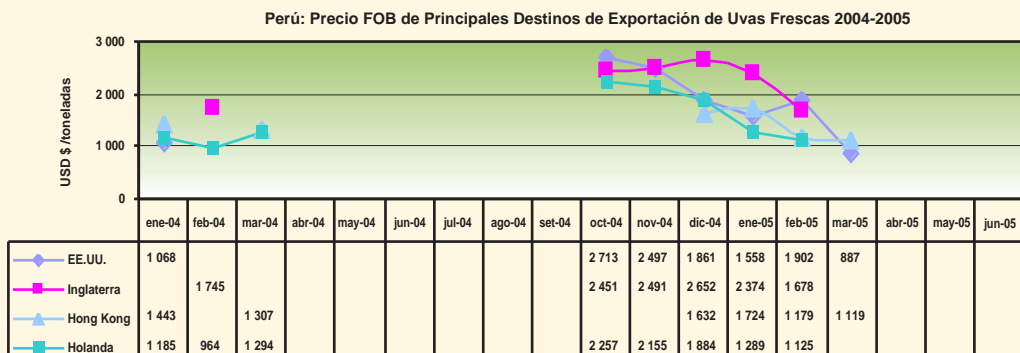 Perú: Precio FOB de Principales Destinos de Exportación de Uvas Frescas 2004-2005
USD $ /toneladas
3 000
2 000
1 000
0
ene-04 feb-04 mar-04 abr-04 may-04 jun-04 jul-04 ago-04 set-04 oct-04 nov-04 dic-04 ene-05 feb-05 mar-05 abr-05 may-05 jun-05
EE.UU. 1 068 2 713 2 497 1 861 1 558 1 902 887
Inglaterra 1 745 2 451 2 491 2 652 2 374 1 678
Hong Kong 1 443 1 307 1 632 1 724 1 179 1 119
Holanda 1 185 964 1 294 2 257 2 155 1 884 1 289 1 125